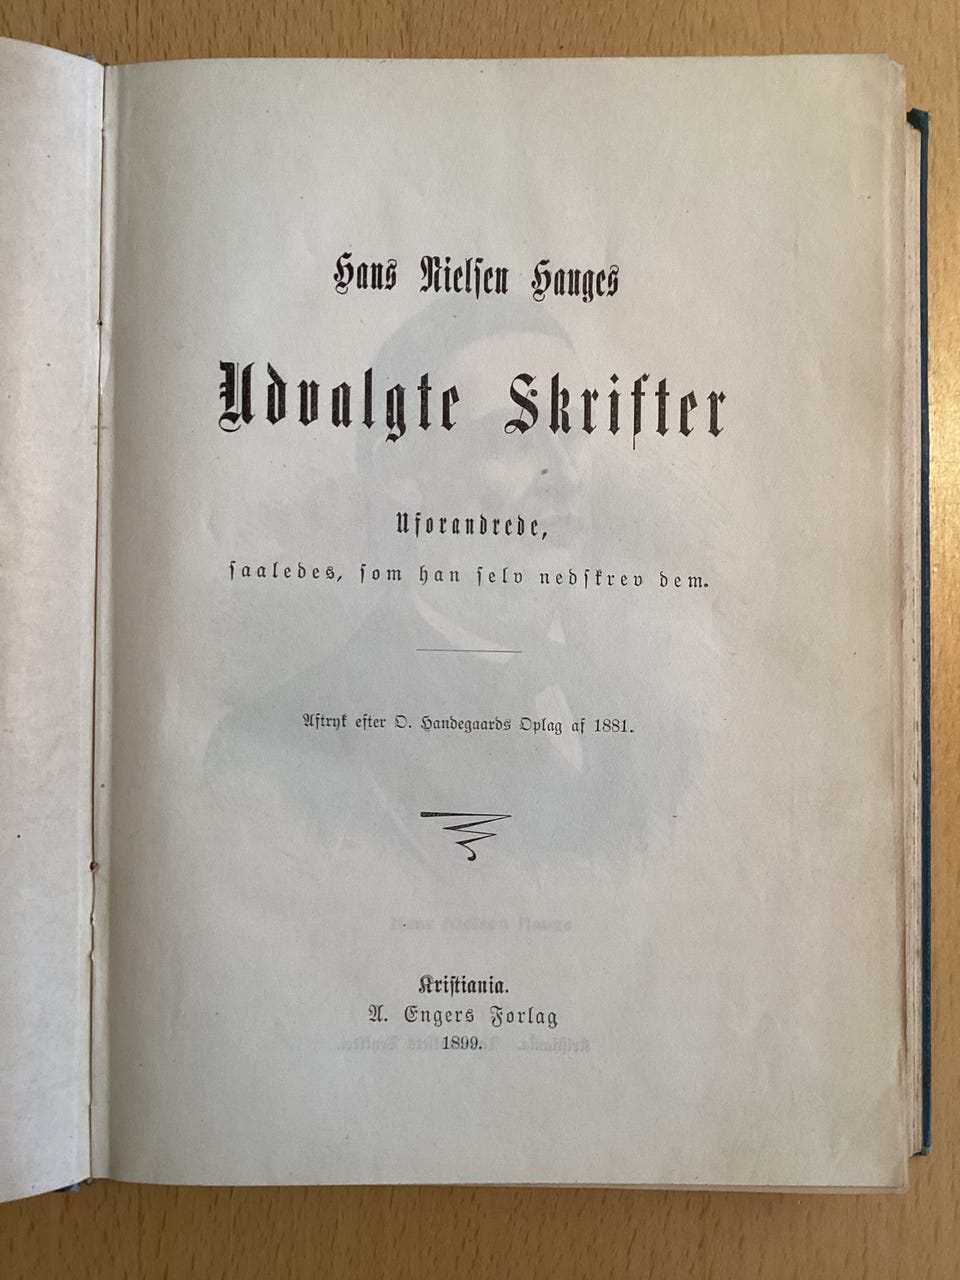 Hans Nielsen Hauges
Udvalgte Skrifter
Uforandrede,
saaledes, som han selv nedskrev dem.
Aftryk efter O. Handegaards Oplag af 1881.
Kristiania.
A. Engers Forlag
1899.